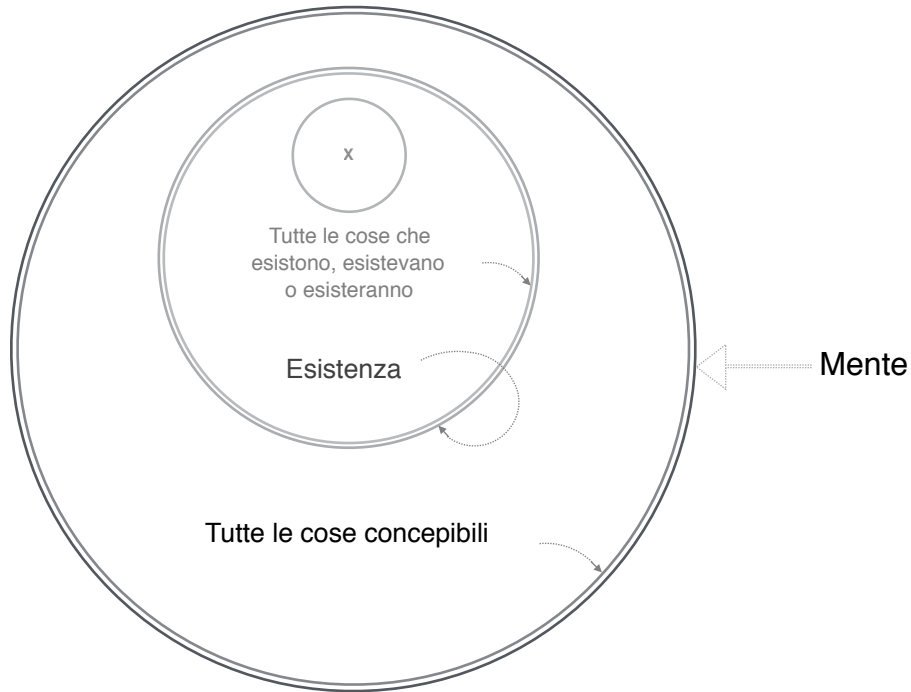 x
Tutte le cose che
esistono, esistevano
o esisteranno
Esistenza
Mente
Tutte le cose concepibili